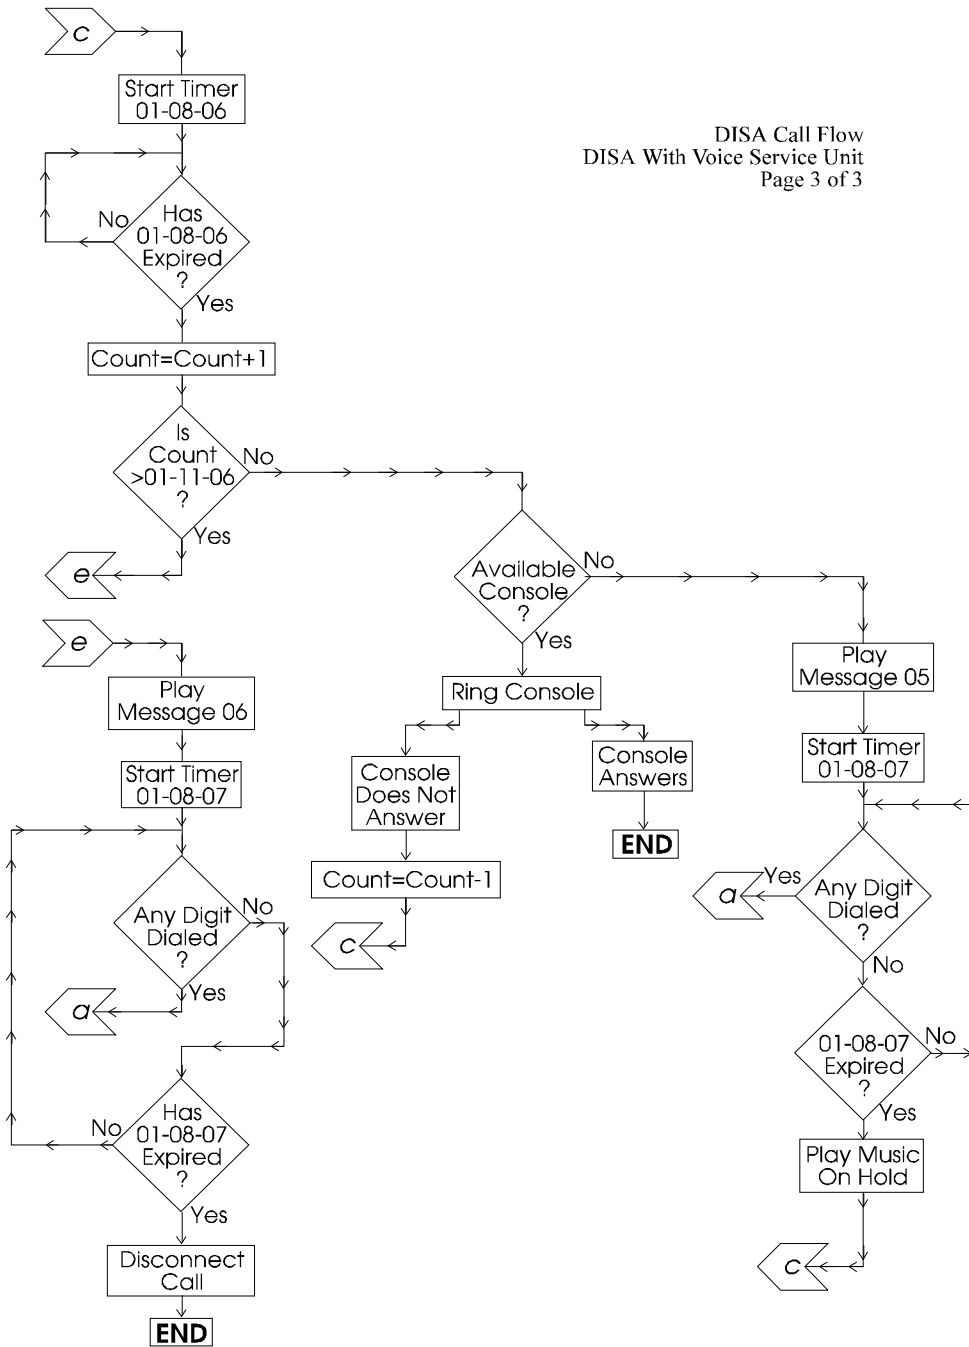 c
Start Timer
01-08-06
DISA Call Flow
DISA With Voice Service Unit
Page 3 of 3
No
Has
01-08-06
Expired
?
Yes
Count=Count+1
Is
Count
>01-11-06
?
No
Yes
e
Available
Console
?
No
Yes
e
Play
Message 06
Start Timer
01-08-07
Any Digit
Dialed
?
No
Yes
a
Has
01-08-07
Expired
?
No
Yes
Disconnect
Call
END
Ring Console
Console
Does Not
Answer
Count=Count-1
c
Console
Answers
END
Play
Message 05
Start Timer
01-08-07
Any Digit
Dialed
?
Yes
a
No
01-08-07
Expired
?
No
Yes
Play Music
On Hold
c